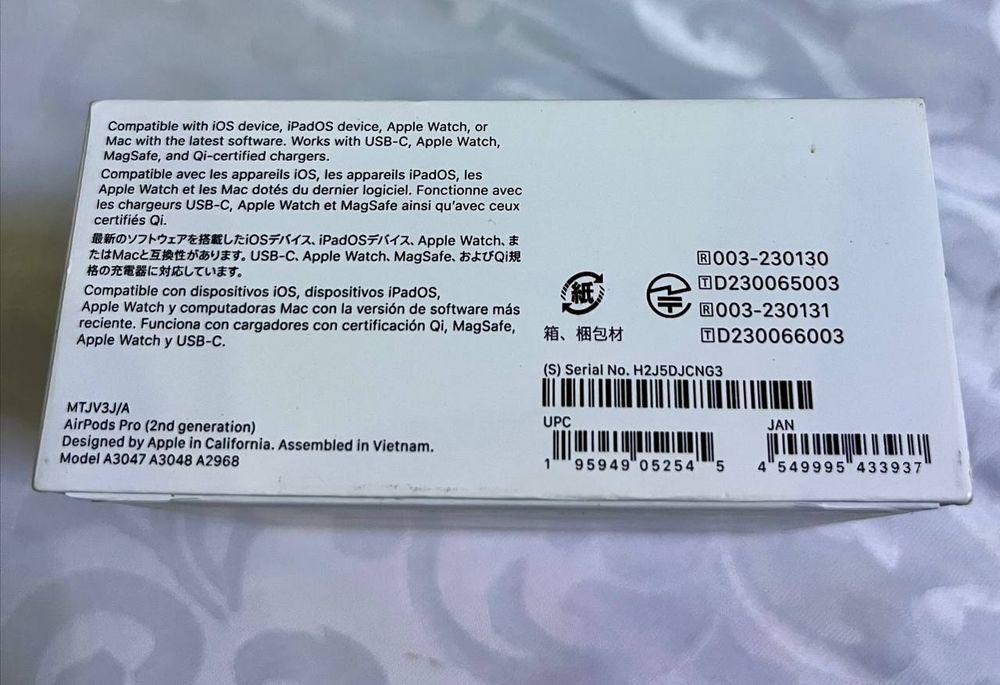 Compatible with iOS device, iPadOS device, Apple Watch, or
Mac with the latest software. Works with USB-C, Apple Watch,
MagSafe, and Qi-certified chargers.
Compatible avec les appareils iOS, les appareils iPadOS, les
Apple Watch et les Mac dotés du dernier logiciel. Fonctionne avec
les chargeurs USB-C, Apple Watch et MagSafe ainsi qu'avec ceux
certifiés Qi.
最新のソフトウェアを搭載したiOSデバイス、iPadOSデバイス、Apple Watch、ま
たはMacと互換性があります。USB-C、Apple Watch、MagSafe、およびQi規
格の充電器に対応しています。
Compatible con dispositivos iOS, dispositivos iPadOS,
Apple Watch y computadoras Mac con la versión de software más
reciente. Funciona con cargadores con certificación Qi, MagSafe,
Apple Watch y USB-C.
MTJV3J/A
AirPods Pro (2nd generation)
Designed by Apple in California. Assembled in Vietnam.
Model A3047 A3048 A2968
紙
箱、梱包材
R 003-230130
T D230065003
R 003-230131
T D230066003
(S) Serial No. H2J5DJCNG3
UPC
1 95949 05254 5
JAN
4 549995 433937